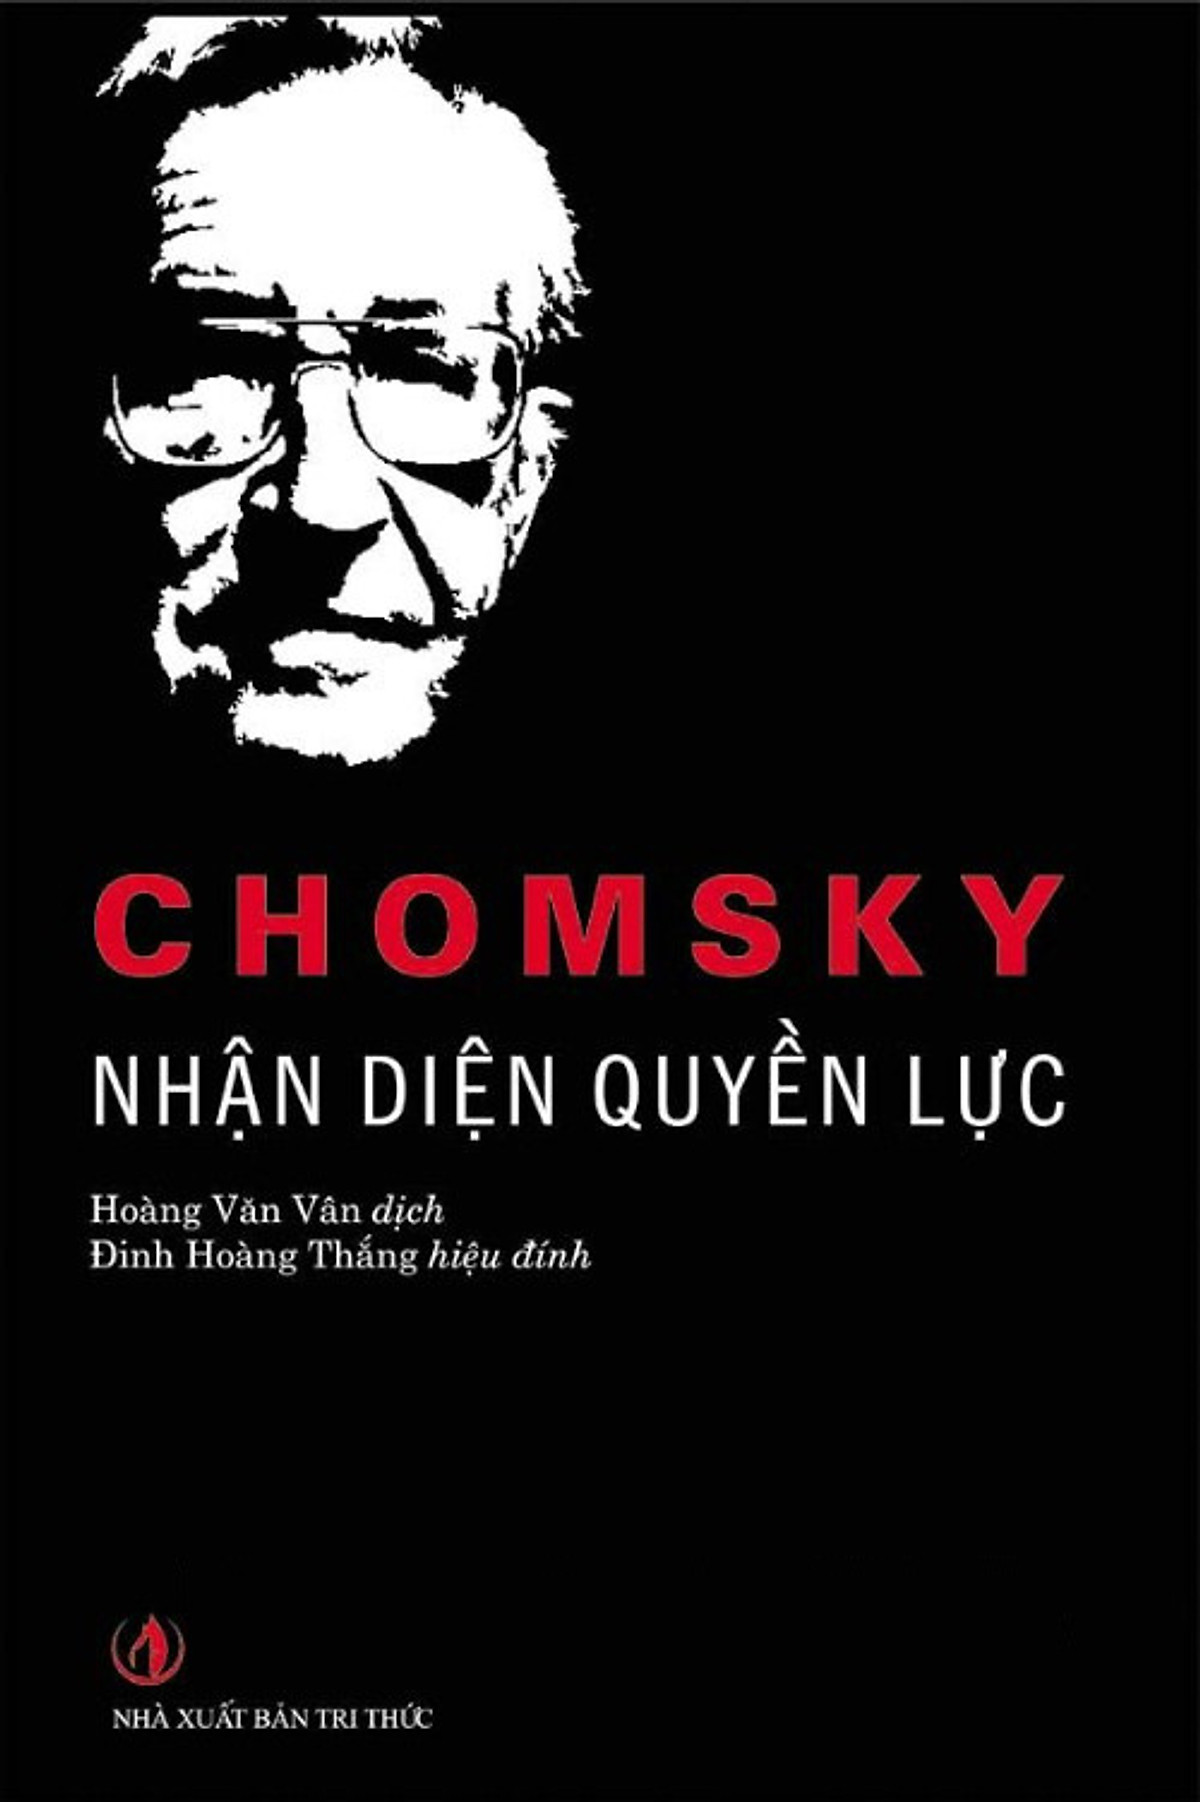 CHOMSKY
NHẬN DIỆN QUYỀN LỰC
Hoàng Văn Vân dịch
Đinh Hoàng Thắng hiệu đính
NHÀ XUẤT BẢN TRI THỨC